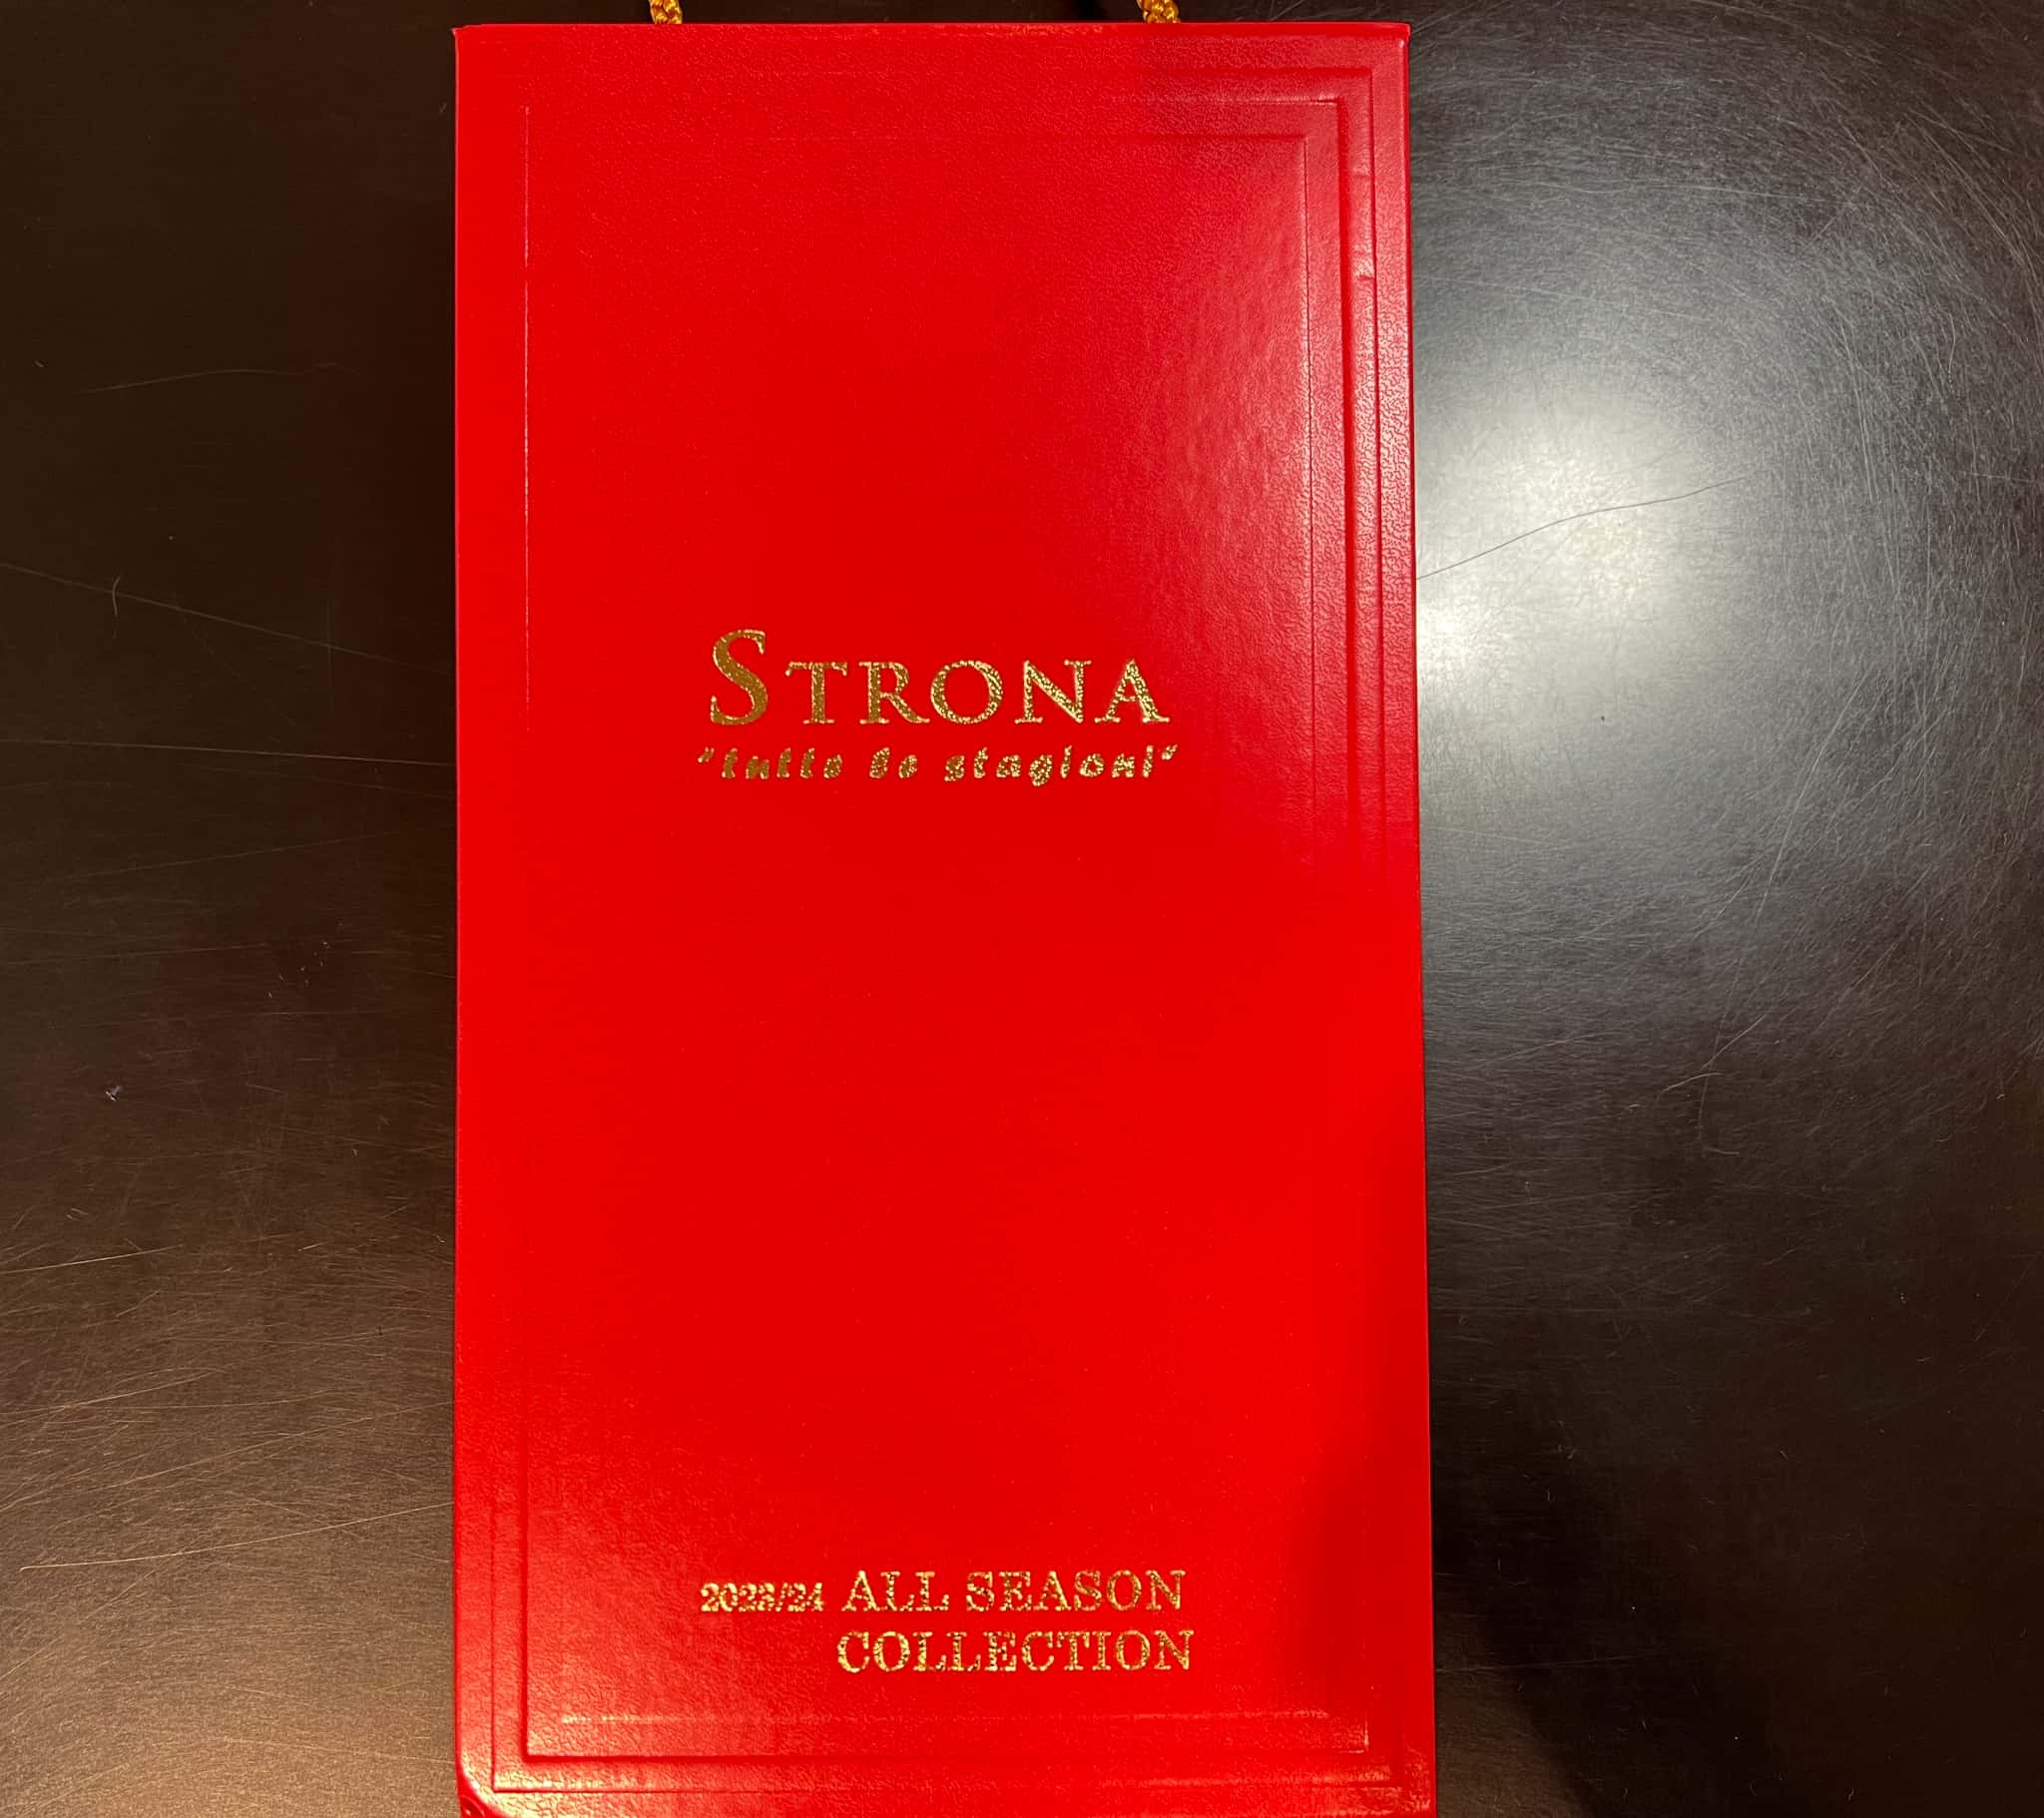 STRONA
"tutte le stagioni"
2023/24 ALL SEASON
COLLECTION